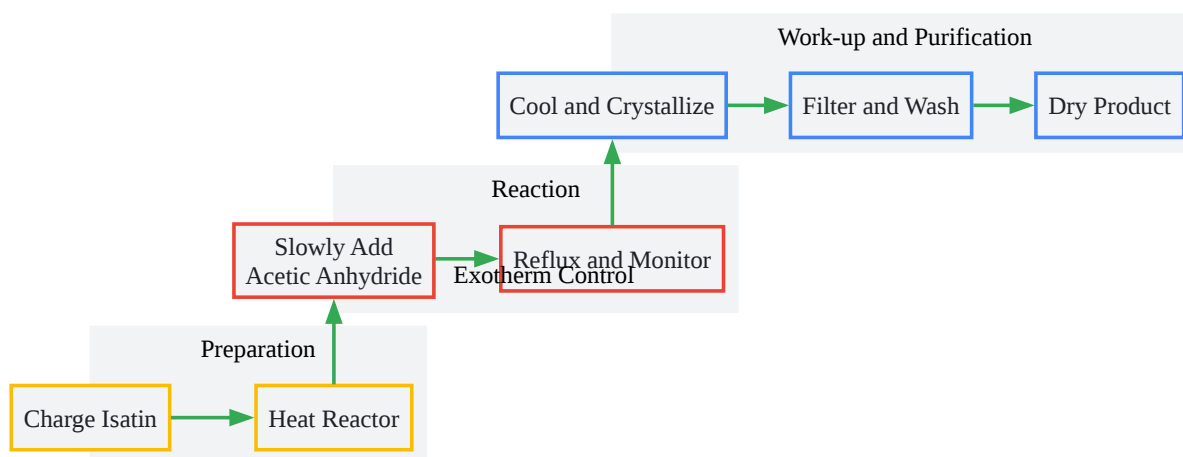 Work-up and Purification
Cool and Crystallize
Filter and Wash
Dry Product
Reaction
Slowly Add
Acetic Anhydride
Reflux and Monitor
Exotherm Control
Preparation
Charge Isatin
Heat Reactor